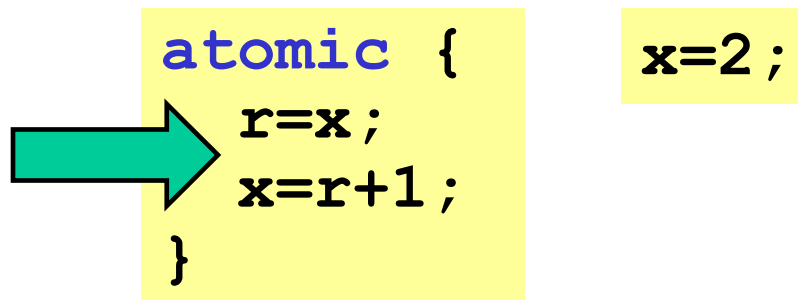 atomic {
r=x;
x=r+1;
}
x=2;